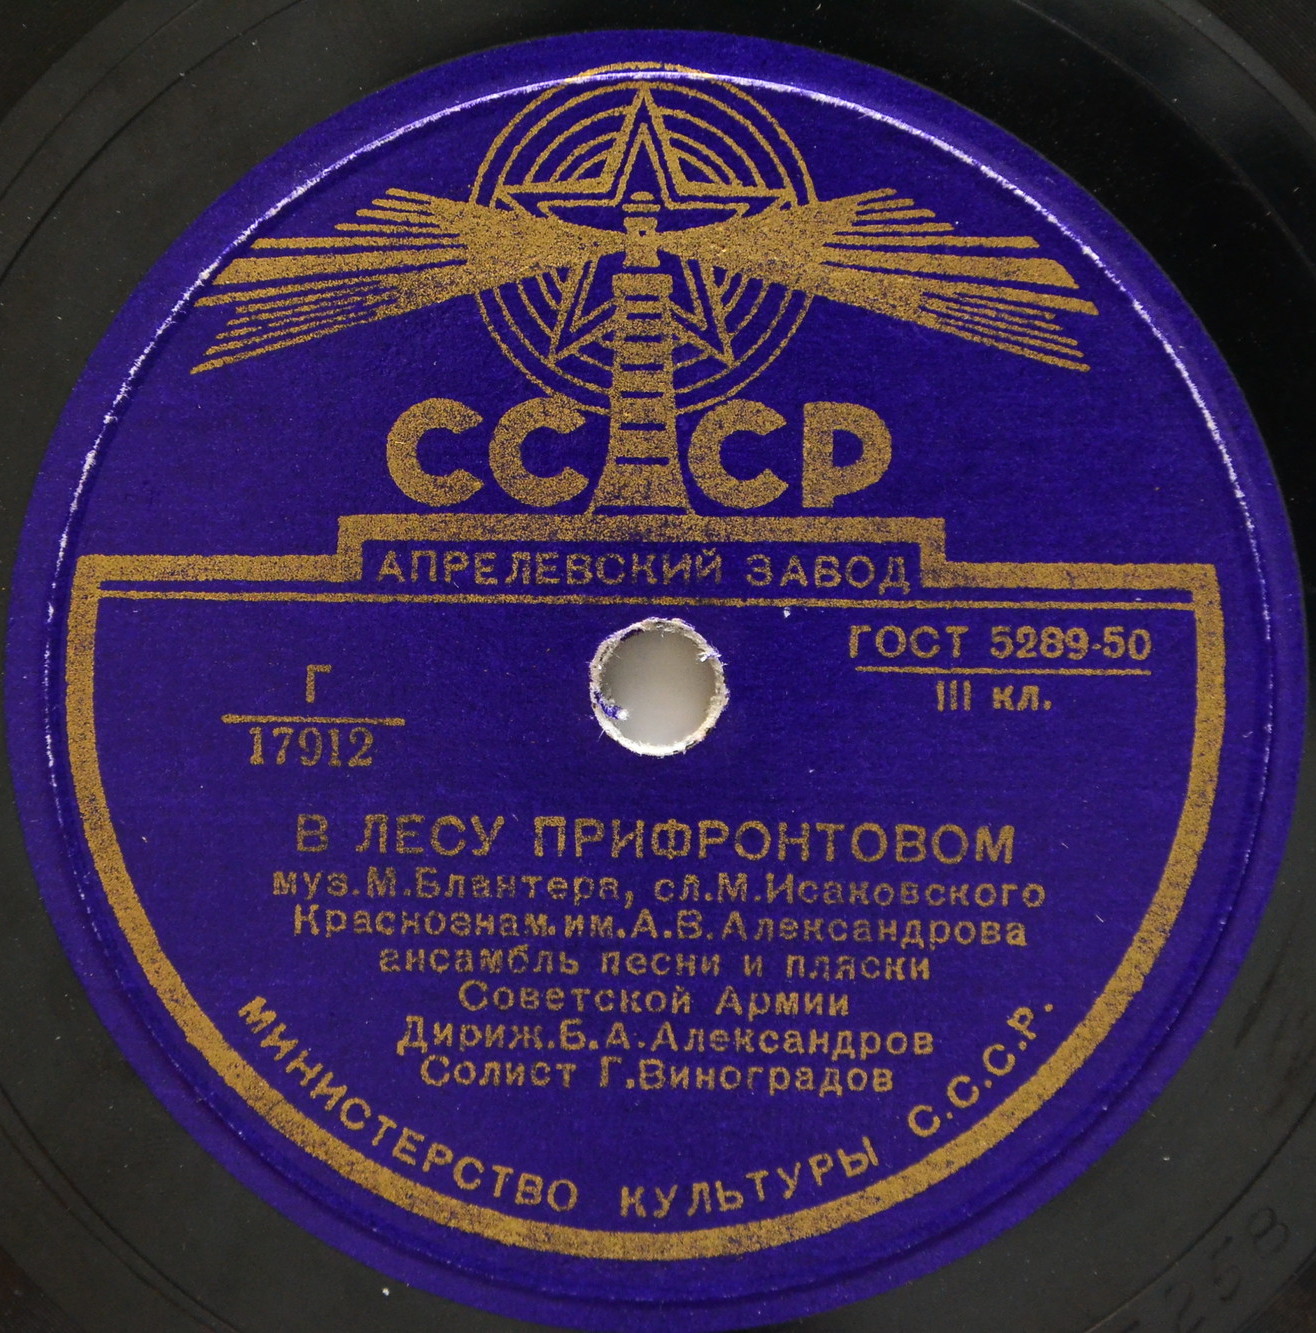 СССР
АПРЕЛЕВСКИЙ ЗАВОД
ГОСТ 5289-50
III кл.
Г
17912
В ЛЕСУ ПРИФРОНТОВОМ
муз.М.Блантера, сл.М.Исаковского
Краснознам.им.А.В.Александрова
ансамбль песни и пляски
Советской Армии
Дириж.Б.А.Александров
Солист Г.Виноградов
МИНИСТЕРСТВО КУЛЬТУРЫ С.С.С.Р.